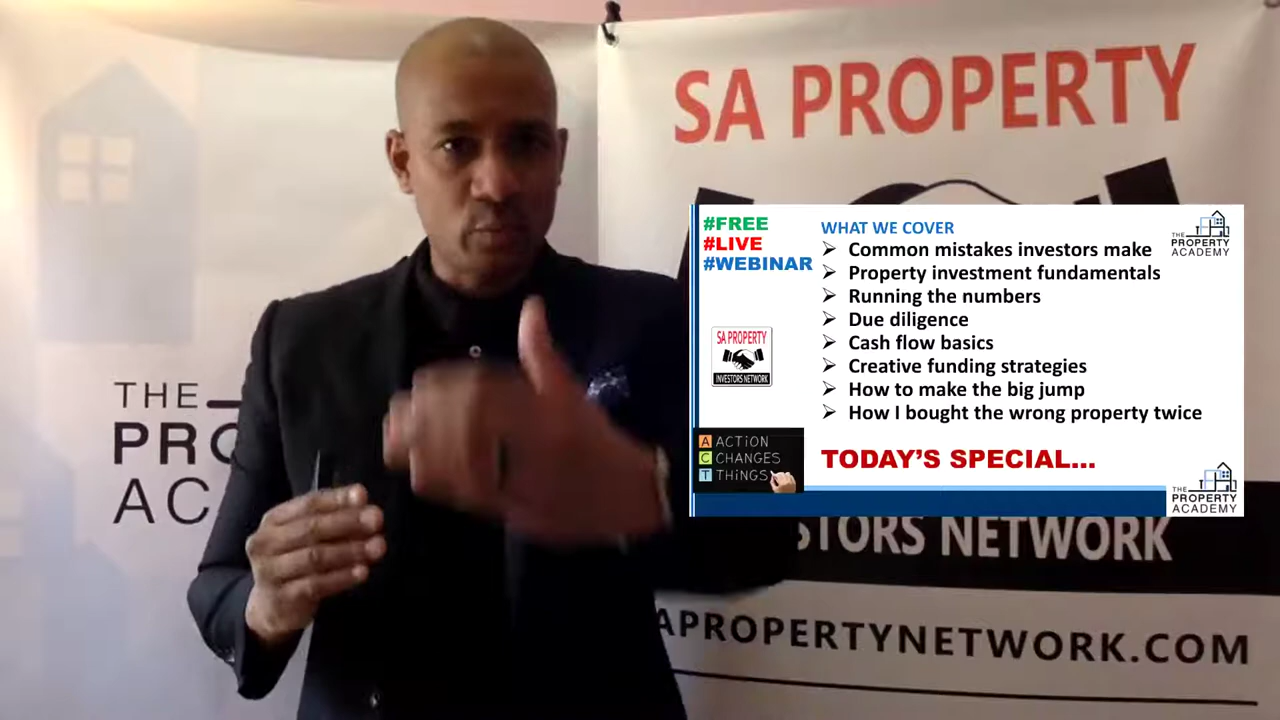 SA PROPERTY
THE
PRO
AC
STORS NETWORK
APROPERTYNETWORK.COM
#FREE
#LIVE
#WEBINAR
WHAT WE COVER
Common mistakes investors make
Property investment fundamentals
Running the numbers
Due diligence
Cash flow basics
Creative funding strategies
How to make the big jump
How I bought the wrong property twice
TODAY'S SPECIAL...
THE
PROPERTY
ACADEMY
SA PROPERTY
INVESTORS NETWORK
A ACTION
C CHANGES
T THINGS
THE
PROPERTY
ACADEMY